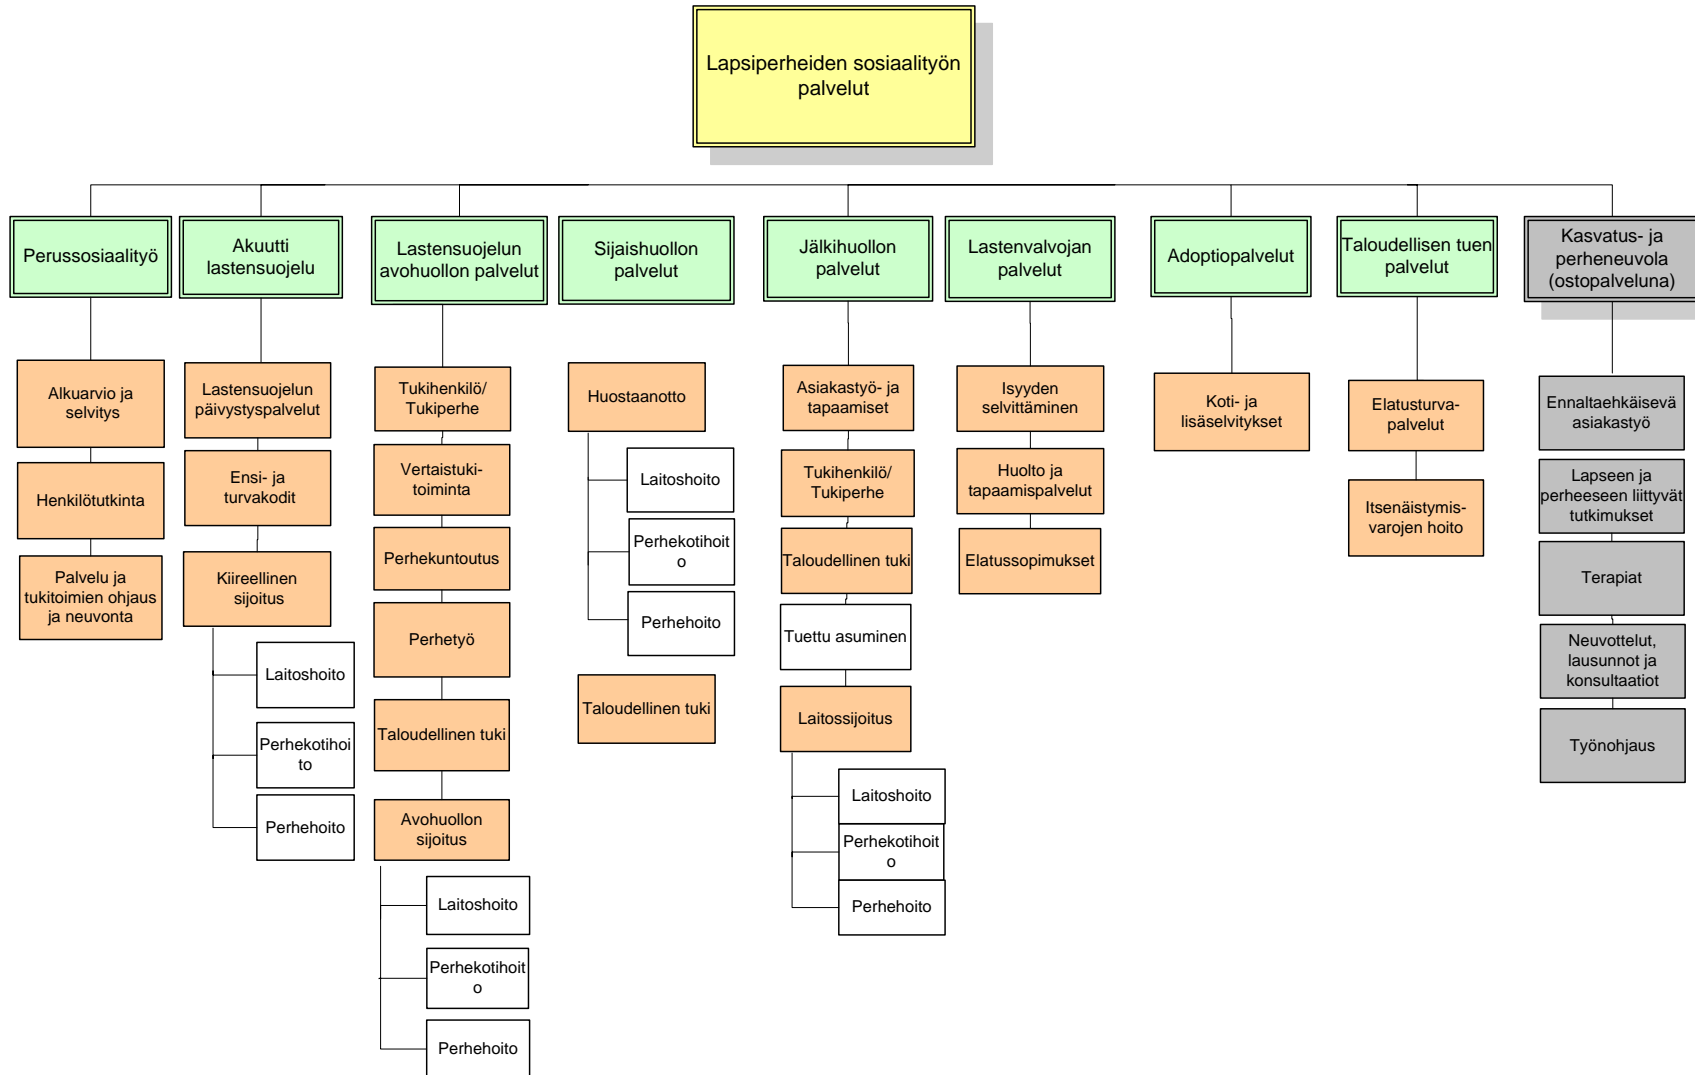 Lapsiperheiden sosiaalityön
palvelut
Perussosiaalityö
Akuutti
lastensuojelu
Lastensuojelun
avohuollon palvelut
Sijaishuollon
palvelut
Jälkihuollon
palvelut
Lastenvalvojan
palvelut
Adoptiopalvelut
Taloudellisen tuen
palvelut
Kasvatus- ja
perheneuvola
(ostopalveluna)
Alkuarvio ja
selvitys
Henkilötutkinta
Palvelu ja
tukitoimien ohjaus
ja neuvonta
Lastensuojelun
päivystyspalvelut
Ensi- ja
turvakodit
Kiireellinen
sijoitus
Laitoshoito
Perhekotihoi
to
Perhehoito
Tukihenkilö/
Tukiperhe
Vertaistuki-
toiminta
Perhekuntoutus
Perhetyö
Taloudellinen tuki
Avohuollon
sijoitus
Laitoshoito
Perhekotihoit
o
Perhehoito
Huostaanotto
Laitoshoito
Perhekotihoit
o
Perhehoito
Taloudellinen tuki
Asiakastyö- ja
tapaamiset
Tukihenkilö/
Tukiperhe
Taloudellinen tuki
Tuettu asuminen
Laitossijoitus
Laitoshoito
Perhekotihoit
o
Perhehoito
Isyyden
selvittäminen
Huolto ja
tapaamispalvelut
Elatussopimukset
Koti- ja
lisäselvitykset
Elatusturva-
palvelut
Itsenäistymis-
varojen hoito
Ennaltaehkäisevä
asiakastyö
Lapseen ja
perheeseen liittyvät
tutkimukset
Terapiat
Neuvottelut,
lausunnot ja
konsultaatiot
Työnohjaus